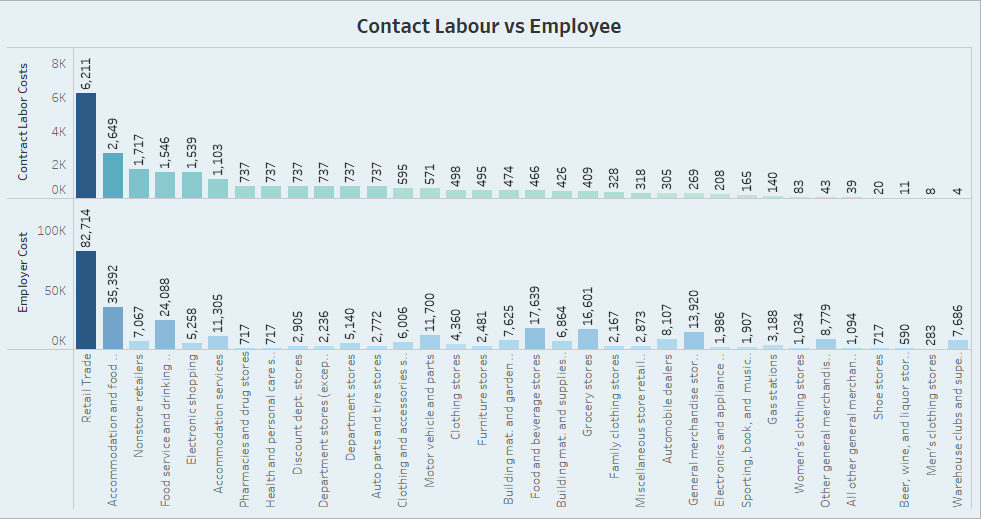 Contact Labour vs Employee
Contract Labor Costs
8K
6K
4K
2K
0K
6,211
2,649
1,717
1,546
1,539
1,103
737
737
737
737
737
737
595
571
498
495
474
466
426
409
328
318
305
269
208
165
140
83
43
39
20
11
8
4
Employer Cost
100K
50K
0K
82,714
35,392
7,067
24,088
5,258
11,305
717
717
2,905
2,236
5,140
2,772
6,006
11,700
4,360
2,481
7,625
17,639
6,864
16,601
2,167
2,873
8,107
13,920
1,986
1,907
3,188
1,034
8,779
1,094
717
590
283
7,686
Retail Trade
Accommodation and food ..
Nonstore retailers
Food service and drinking ..
Electronic shopping
Accommodation services
Pharmacies and drug stores
Health and personal care s..
Discount dept. stores
Department stores (excep..
Department stores
Auto parts and tire stores
Clothing and accessories s..
Motor vehicle and parts
Clothing stores
Furniture stores
Building mat. and garden ..
Food and beverage stores
Building mat. and supplies..
Grocery stores
Family clothing stores
Miscellaneous store retail..
Automobile dealers
General merchandise stor..
Electronics and appliance ..
Sporting, book, and music..
Gas stations
Women's clothing stores
Other general merchandis..
All other general merchan..
Shoe stores
Beer, wine, and liquor stor..
Men's clothing stores
Warehouse clubs and supe..